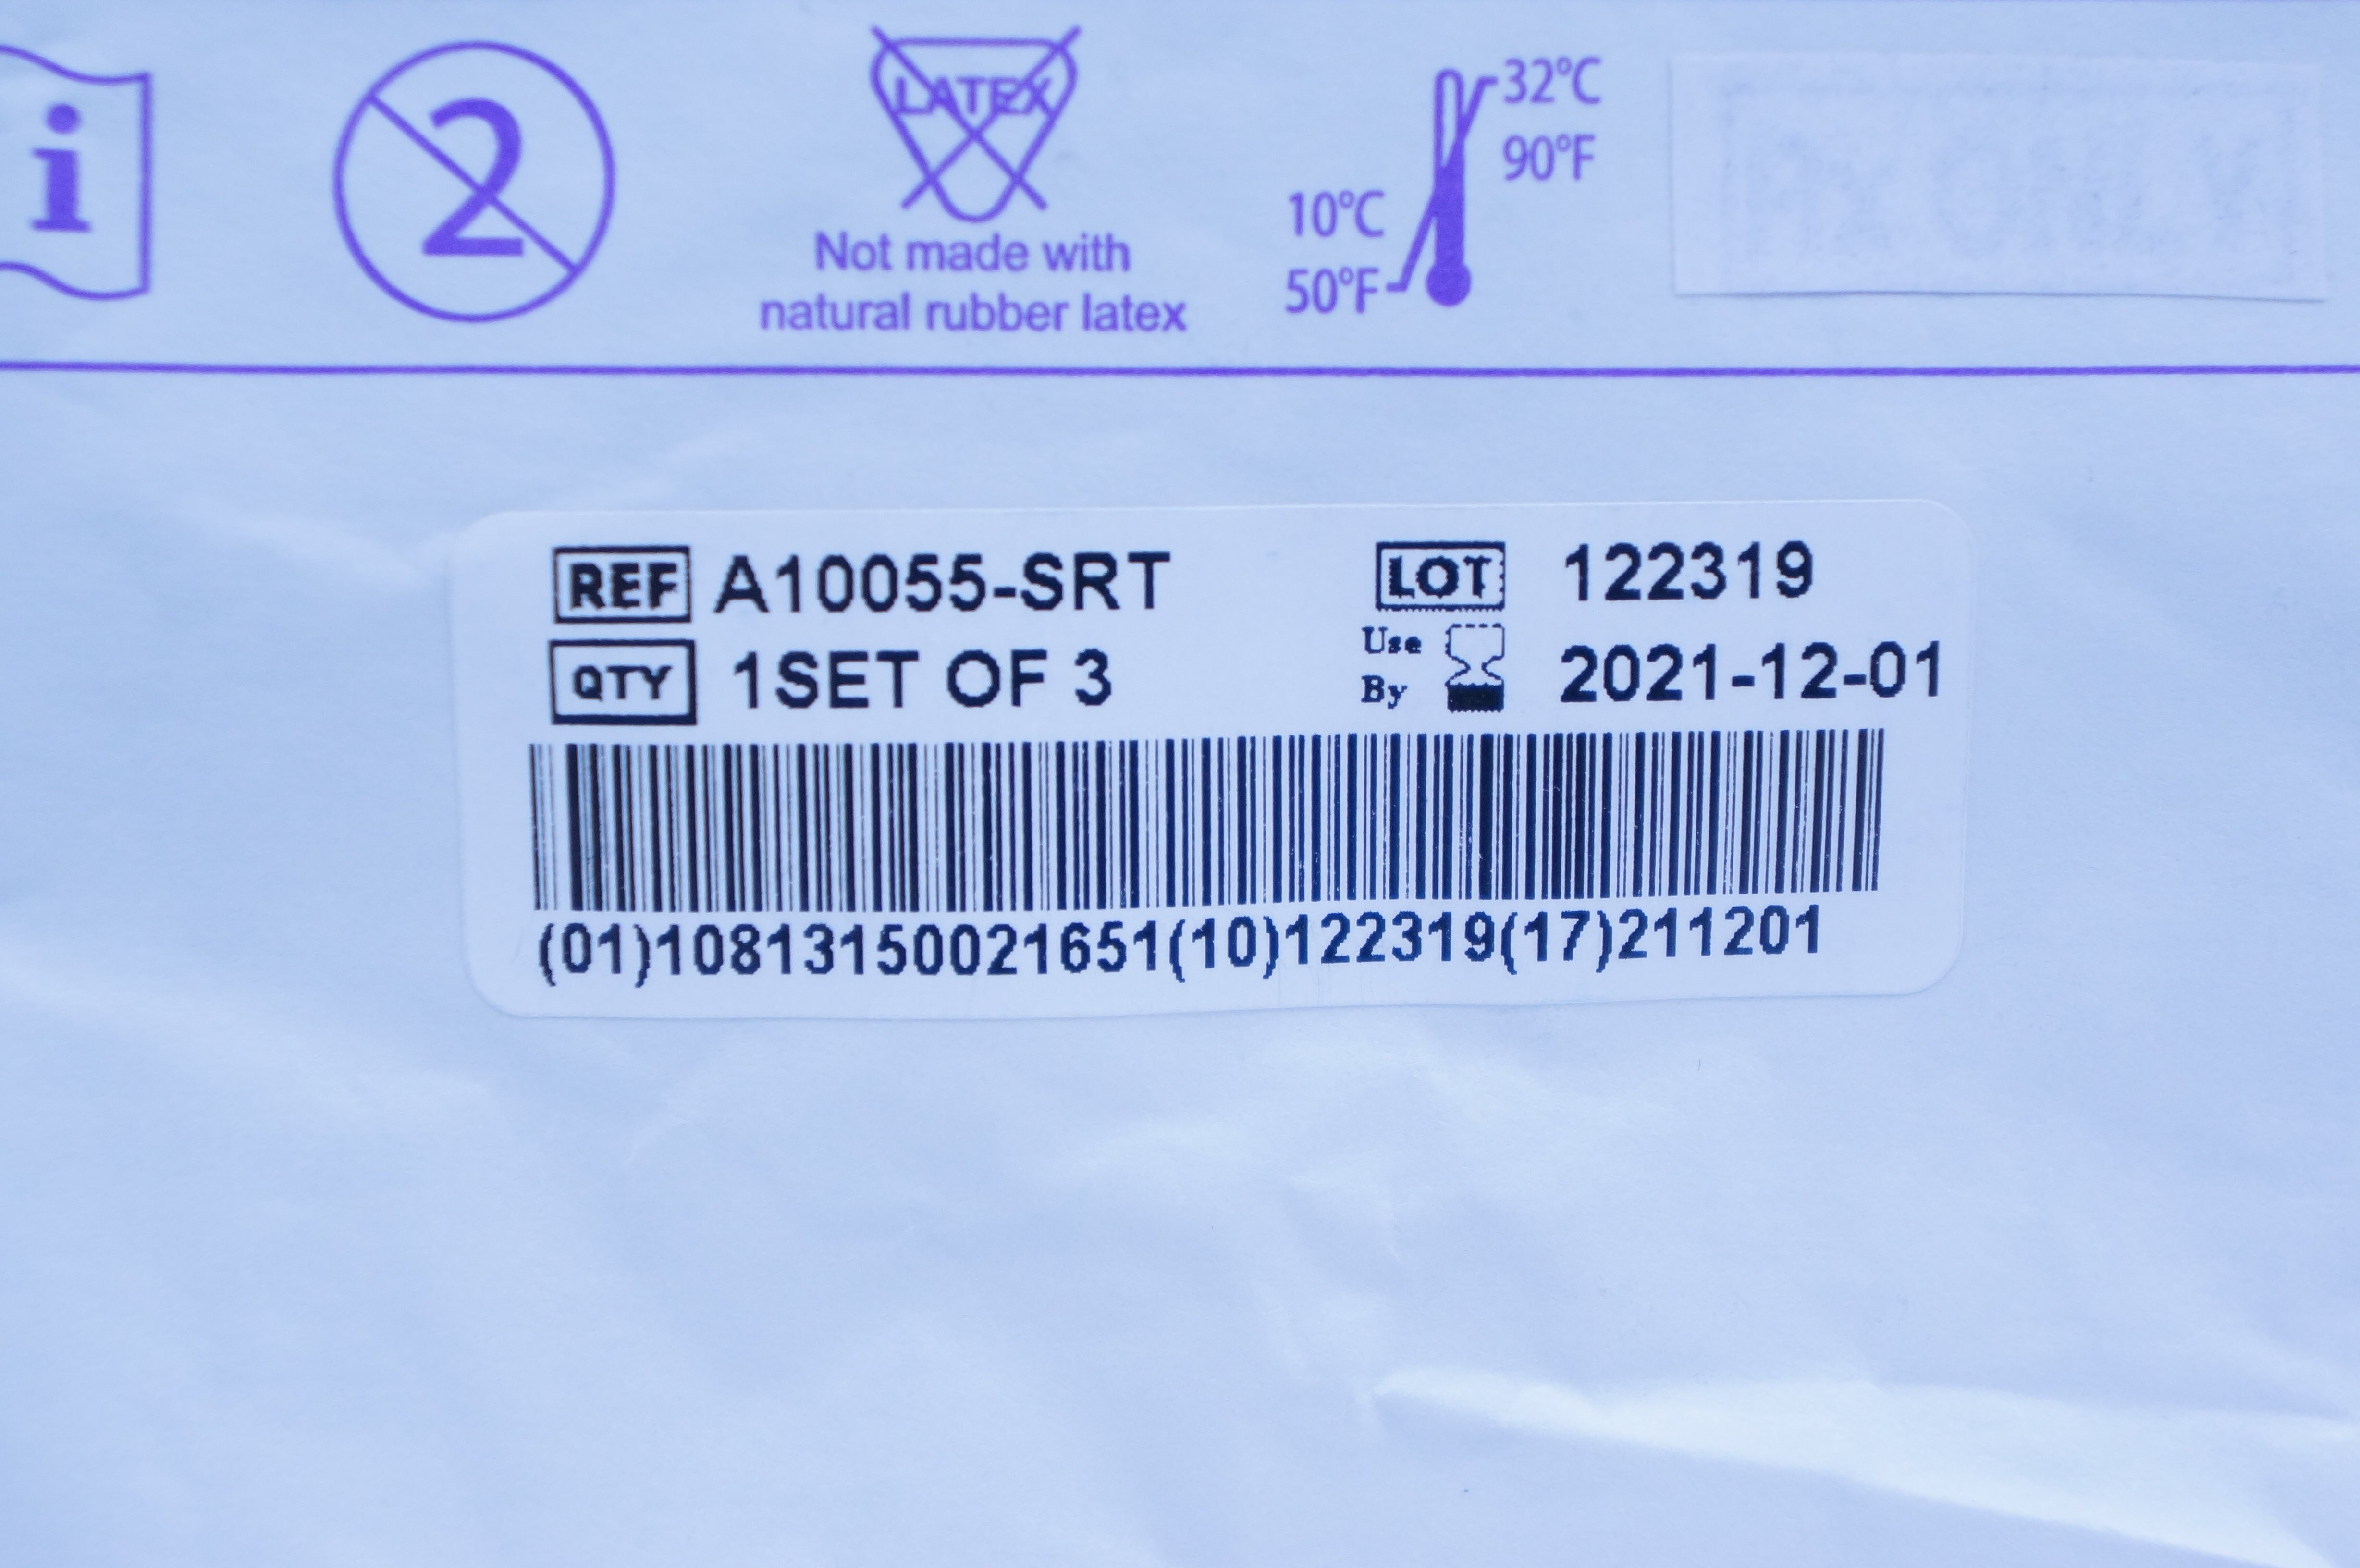 i
2
LATEX
Not made with
natural rubber latex
32°C
90°F
10°C
50°F
REF A10055-SRT
LOT 122319
QTY 1SET OF 3
Use
By
2021-12-01
(01)10813150021651(10)122319(17)211201